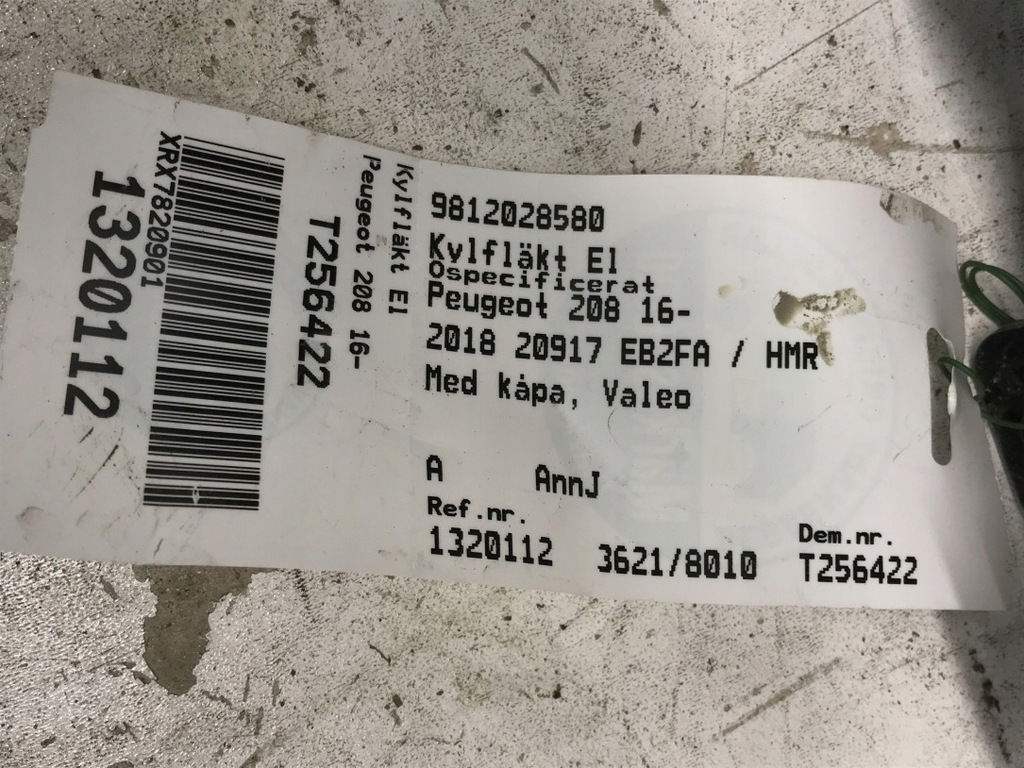 9812028580
Kylfläkt El
Ospecificerat
Peugeot 208 16-
2018 20917 EB2FA / HMR
Med kåpa, Valeo
A AnnJ
Ref.nr.
1320112 3621/8010
Dem.nr.
T256422
Kylfläkt El
Peugeot 208 16-
T256422
XRX7820901
1320112